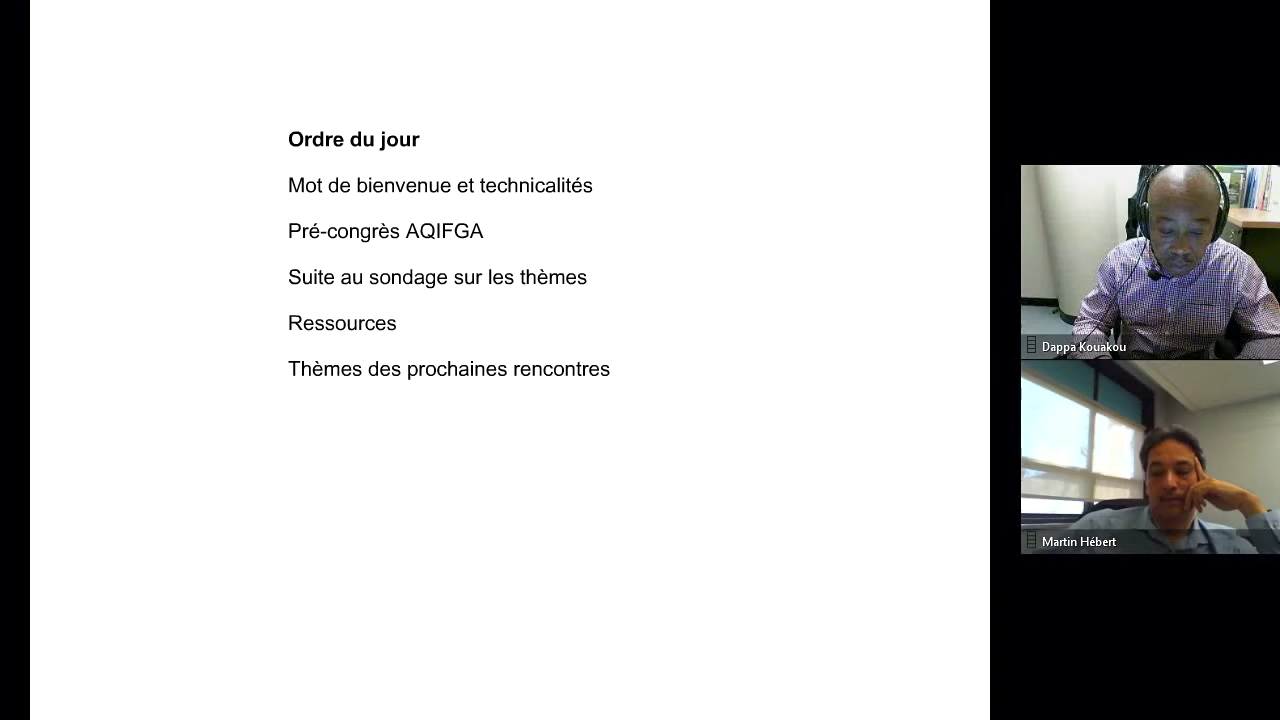 Ordre du jour
Mot de bienvenue et technicalités
Pré-congrès AQIFGA
Suite au sondage sur les thèmes
Ressources
Thèmes des prochaines rencontres
Dappa Kouakou
Martin Hébert